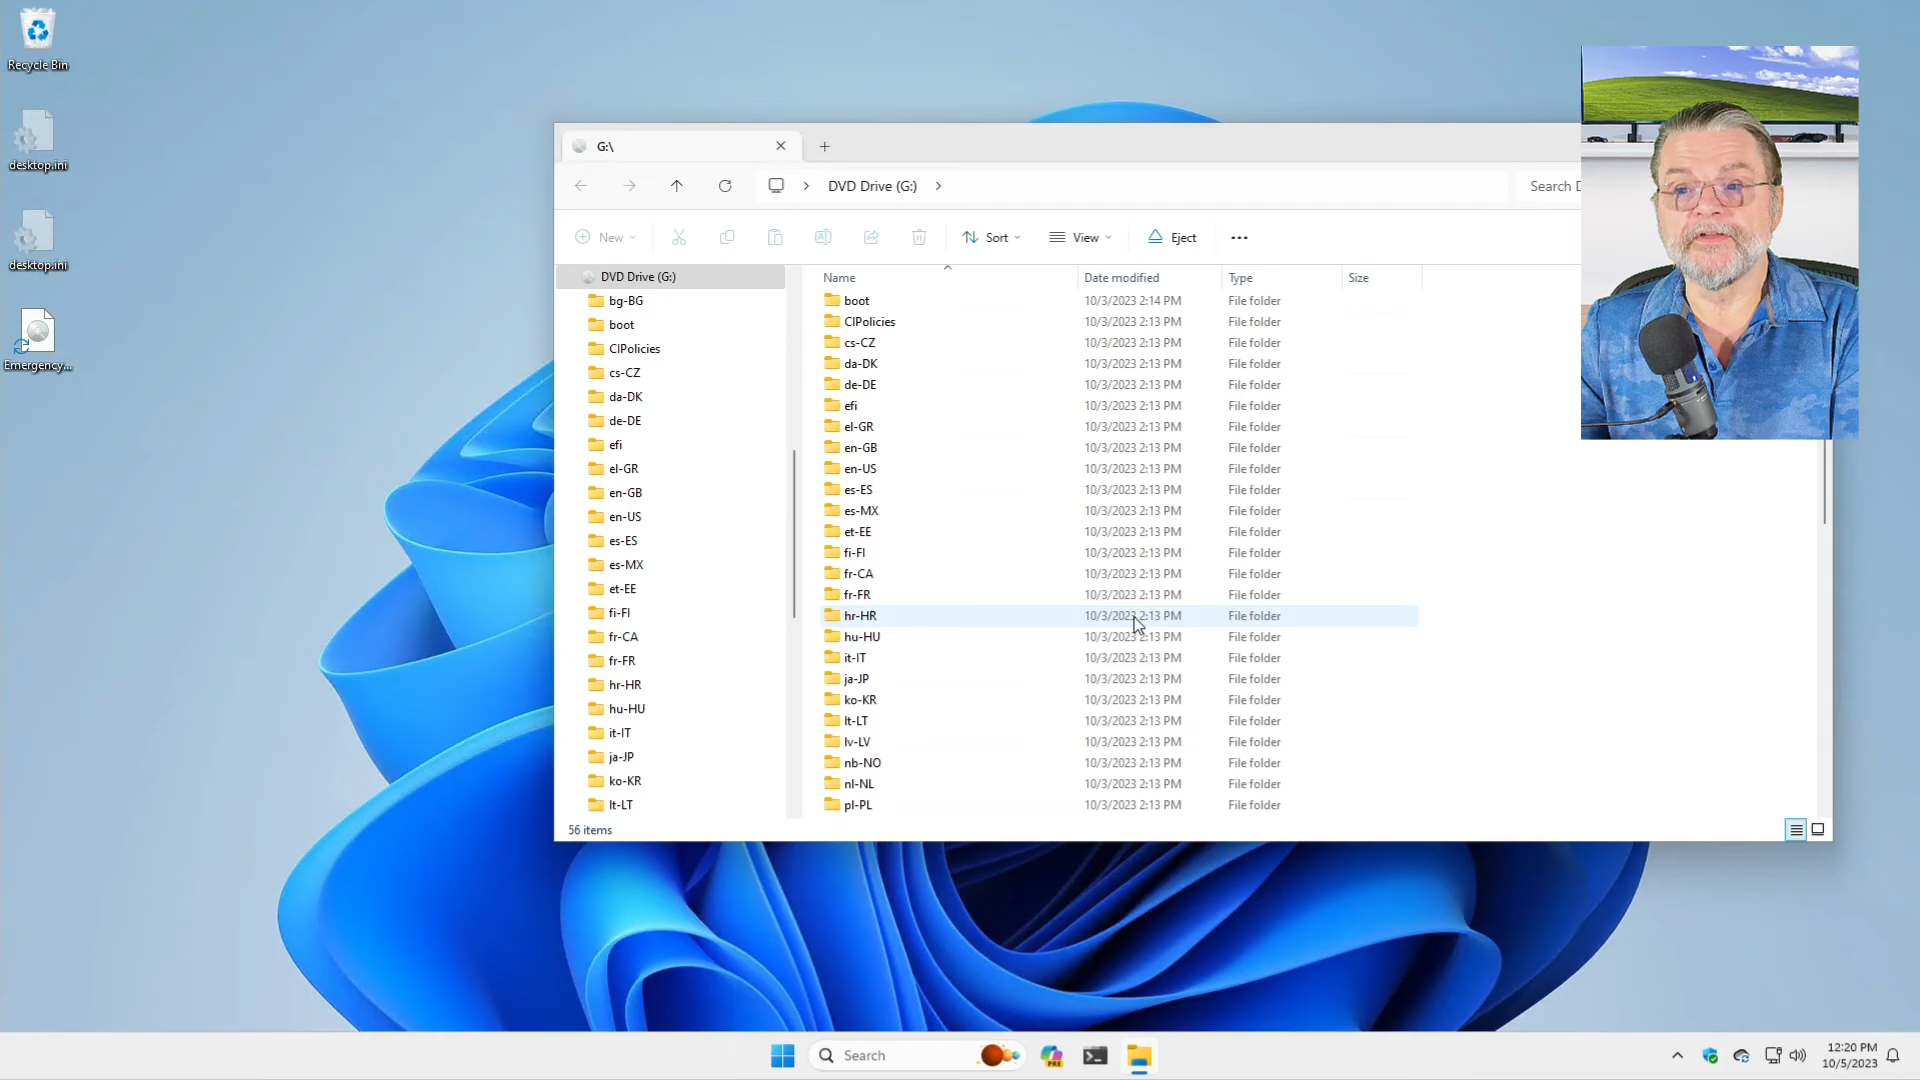 Recycle Bin
desktop.ini
desktop.ini
Emergency...
G:\
DVD Drive (G:)
Search D
New
Sort
View
Eject
DVD Drive (G:)
bg-BG
boot
CIPolicies
cs-CZ
da-DK
de-DE
efi
el-GR
en-GB
en-US
es-ES
es-MX
et-EE
fi-FI
fr-CA
fr-FR
hr-HR
hu-HU
it-IT
ja-JP
ko-KR
lt-LT
Name Date modified Type Size
boot 10/3/2023 2:14 PM File folder
CIPolicies 10/3/2023 2:13 PM File folder
cs-CZ 10/3/2023 2:13 PM File folder
da-DK 10/3/2023 2:13 PM File folder
de-DE 10/3/2023 2:13 PM File folder
efi 10/3/2023 2:13 PM File folder
el-GR 10/3/2023 2:13 PM File folder
en-GB 10/3/2023 2:13 PM File folder
en-US 10/3/2023 2:13 PM File folder
es-ES 10/3/2023 2:13 PM File folder
es-MX 10/3/2023 2:13 PM File folder
et-EE 10/3/2023 2:13 PM File folder
fi-FI 10/3/2023 2:13 PM File folder
fr-CA 10/3/2023 2:13 PM File folder
fr-FR 10/3/2023 2:13 PM File folder
hr-HR 10/3/2023 2:13 PM File folder
hu-HU 10/3/2023 2:13 PM File folder
it-IT 10/3/2023 2:13 PM File folder
ja-JP 10/3/2023 2:13 PM File folder
ko-KR 10/3/2023 2:13 PM File folder
lt-LT 10/3/2023 2:13 PM File folder
lv-LV 10/3/2023 2:13 PM File folder
nb-NO 10/3/2023 2:13 PM File folder
nl-NL 10/3/2023 2:13 PM File folder
pl-PL 10/3/2023 2:13 PM File folder
56 items
Search
PRE
12:20 PM
10/5/2023